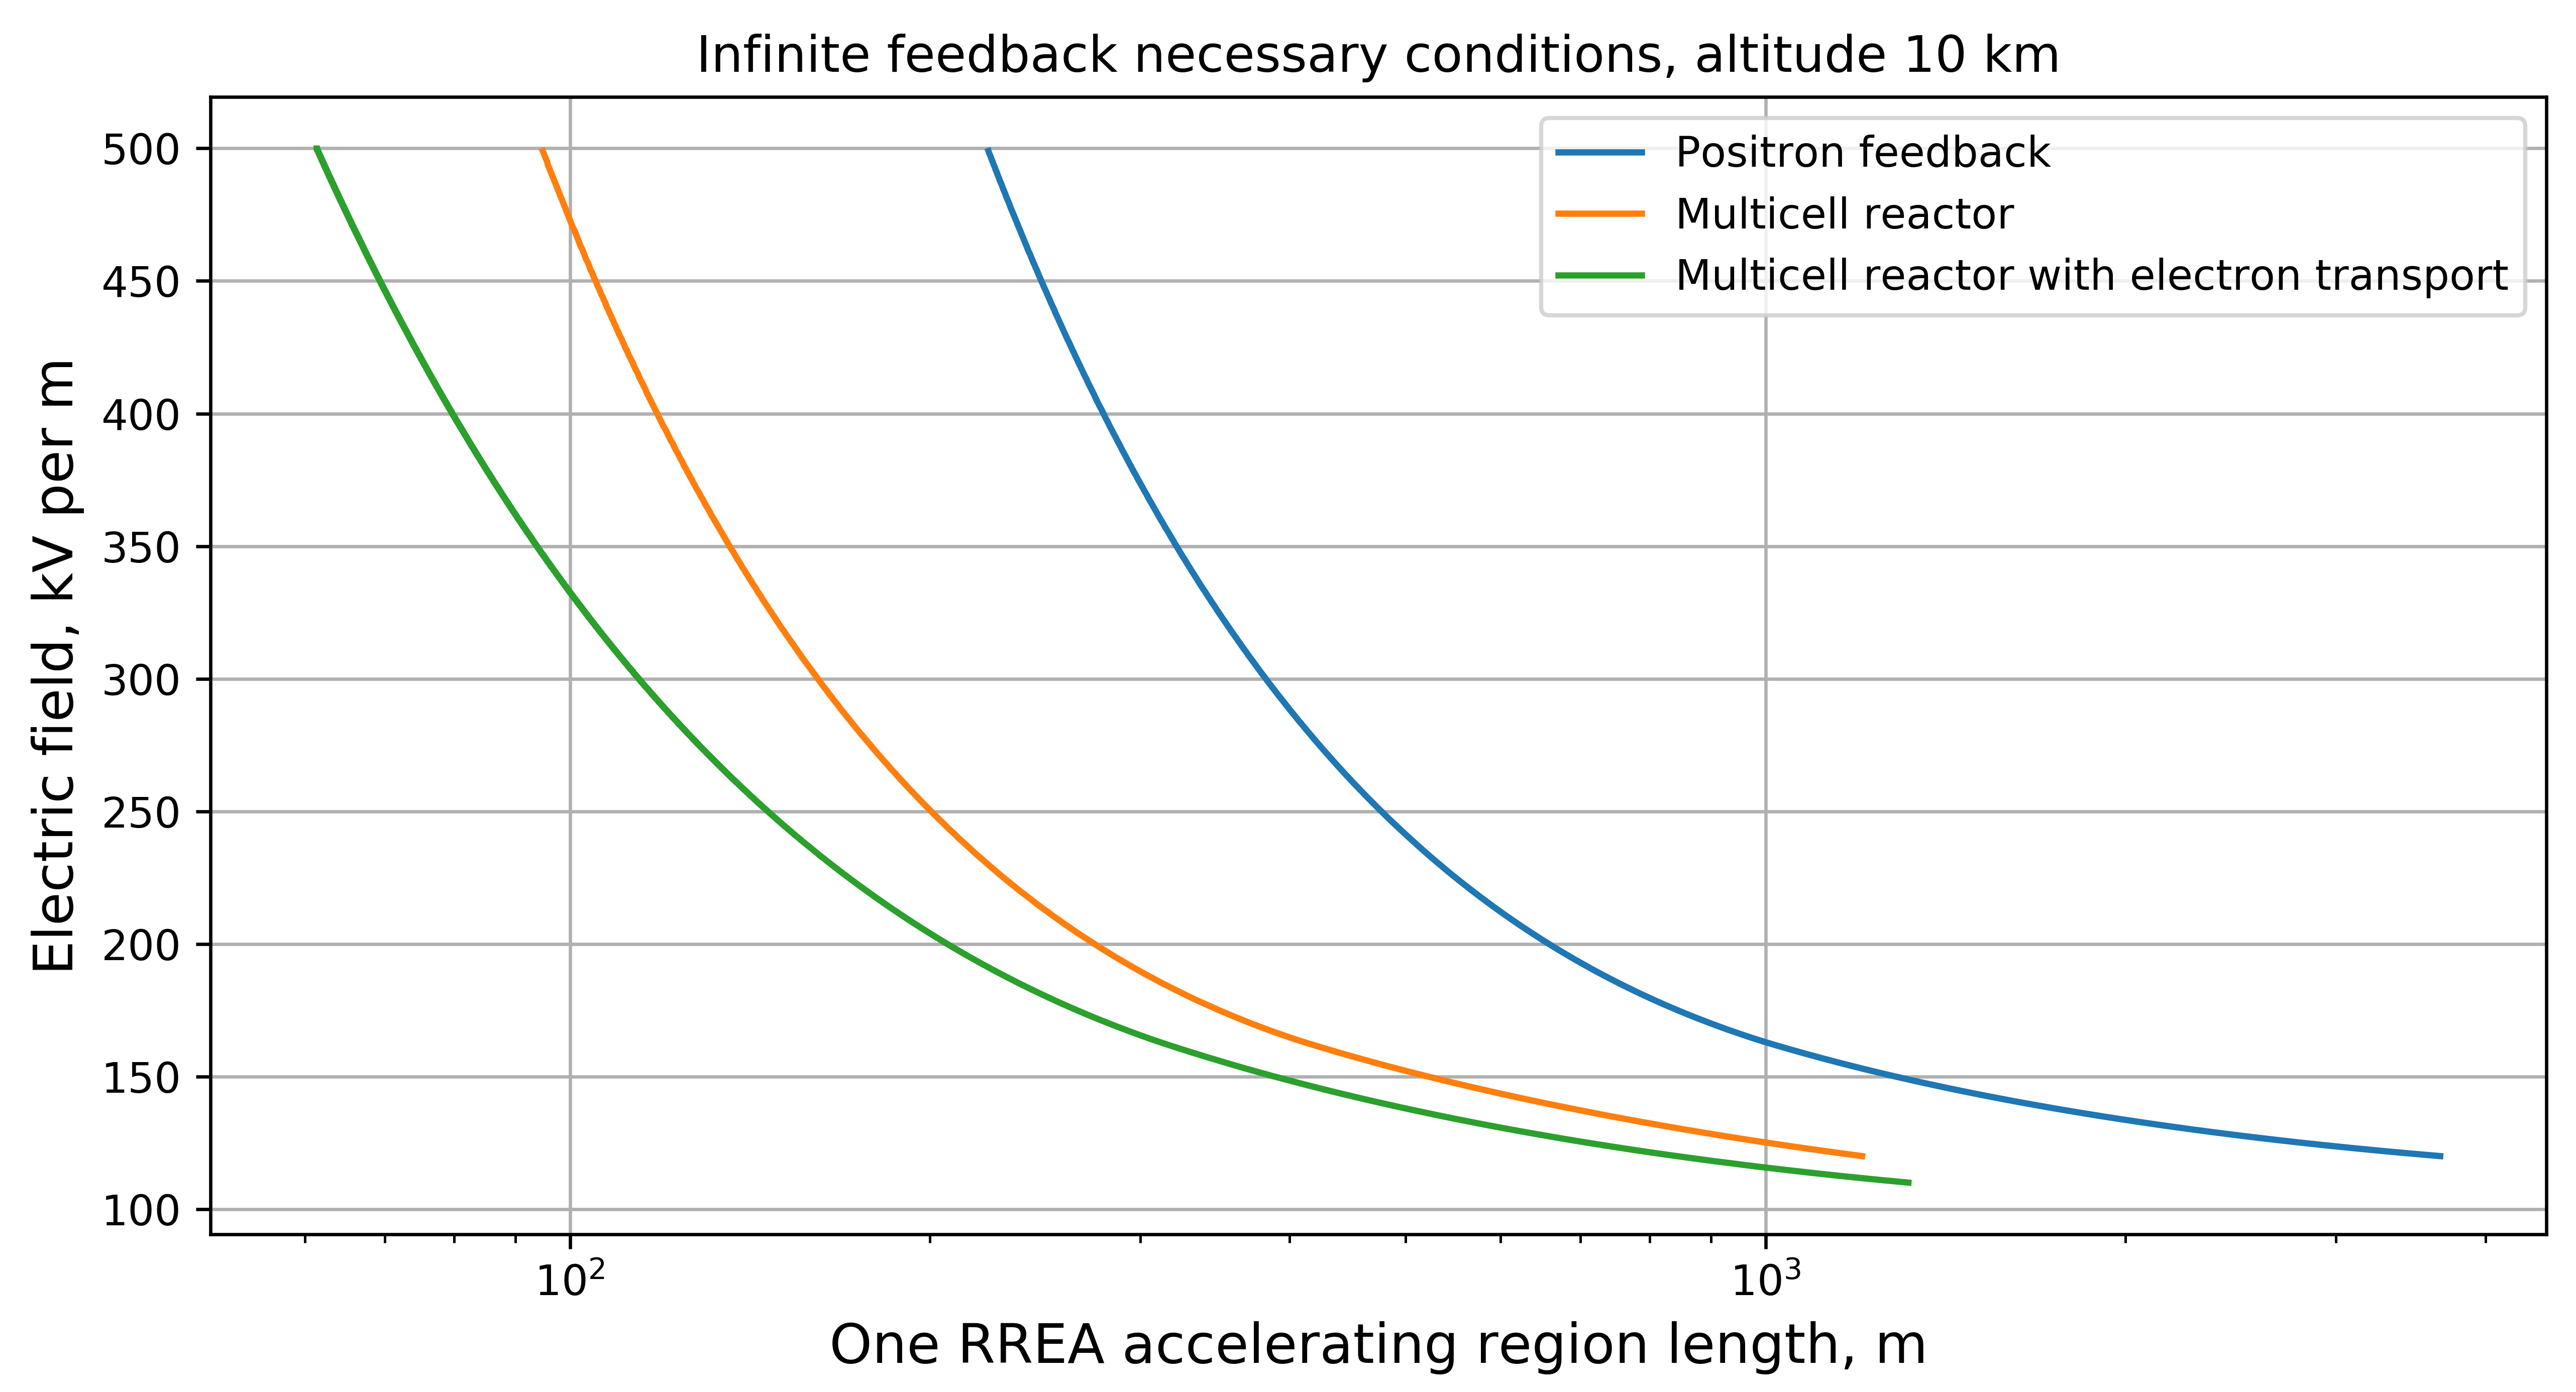 Infinite feedback necessary conditions, altitude 10 km
Positron feedback
Multicell reactor
Multicell reactor with electron transport
Electric field, kV per m
500
450
400
350
300
250
200
150
100
10²
10³
One RREA accelerating region length, m